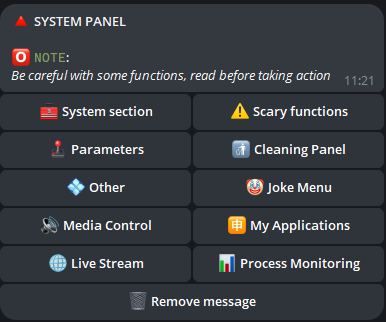 🔺 SYSTEM PANEL
🅾️ NOTE:
Be careful with some functions, read before taking action
11:21
🧰 System section
⚠️ Scary functions
🕹️ Parameters
🚮 Cleaning Panel
💠 Other
🤡 Joke Menu
🔊 Media Control
🈸 My Applications
🌐 Live Stream
📊 Process Monitoring
🗑️ Remove message